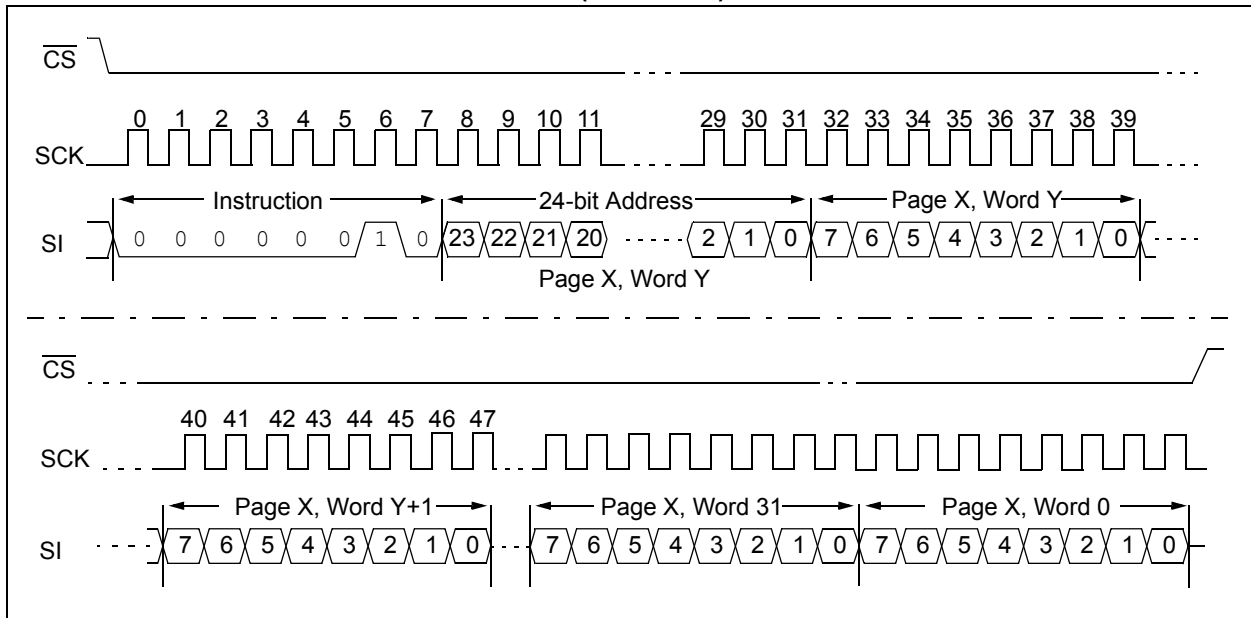 CS
0 1 2 3 4 5 6 7 8 9 10 11 29 30 31 32 33 34 35 36 37 38 39
SCK
Instruction 24-bit Address Page X, Word Y
SI 0 0 0 0 0 0 1 0 23 22 21 20 2 1 0 7 6 5 4 3 2 1 0
Page X, Word Y
CS
40 41 42 43 44 45 46 47
SCK
Page X, Word Y+1 Page X, Word 31 Page X, Word 0
SI 7 6 5 4 3 2 1 0 7 6 5 4 3 2 1 0 7 6 5 4 3 2 1 0